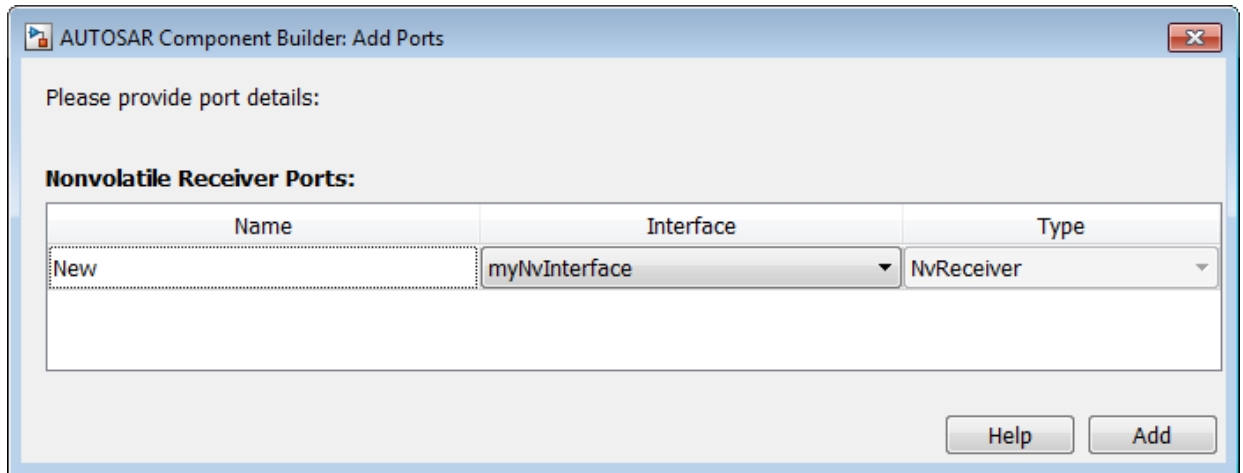 AUTOSAR Component Builder: Add Ports
Please provide port details:
Nonvolatile Receiver Ports:
Name Interface Type
New myNvInterface NvReceiver
Help Add